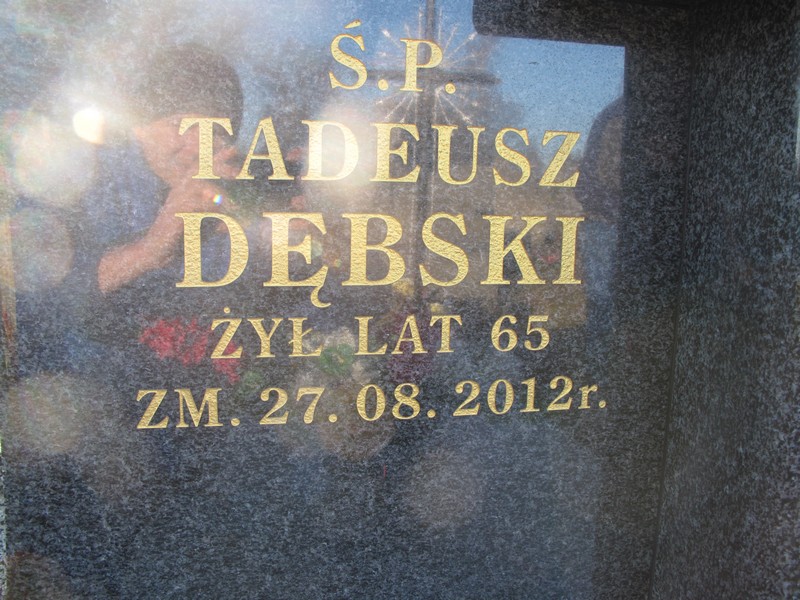 Ś.P.
TADEUSZ
DĘBSKI
ŻYŁ LAT 65
ZM. 27. 08. 2012r.